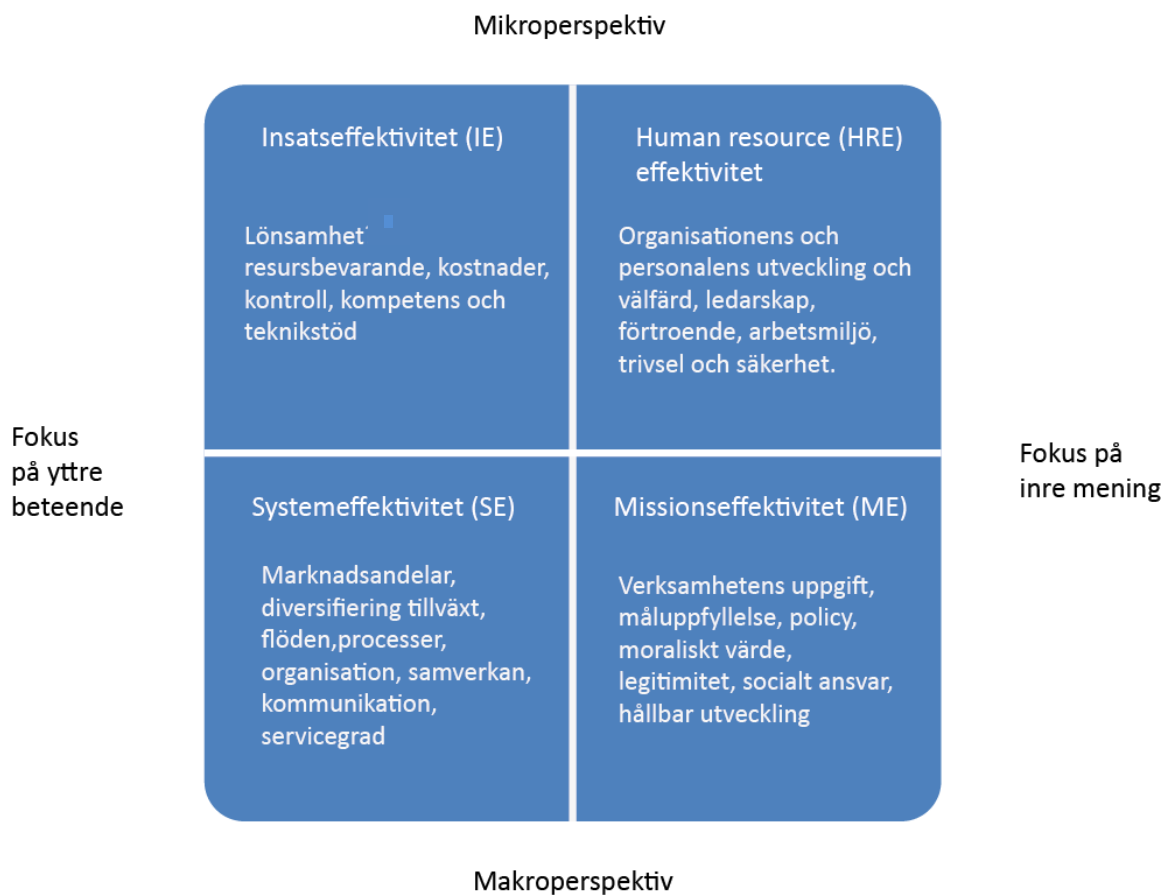 Mikroperspektiv
Insatseffektivitet (IE)
Lönsamhet
resursbevarande, kostnader,
kontroll, kompetens och
teknikstöd
Human resource (HRE)
effektivitet
Organisationens och
personalens utveckling och
välfärd, ledarskap,
förtroende, arbetsmiljö,
trivsel och säkerhet.
Fokus
på yttre
beteende
Fokus på
inre mening
Systemeffektivitet (SE)
Marknadsandelar,
diversifiering tillväxt,
flöden,processer,
organisation, samverkan,
kommunikation,
servicegrad
Missionseffektivitet (ME)
Verksamhetens uppgift,
måluppfyllelse, policy,
moraliskt värde,
legitimitet, socialt ansvar,
hållbar utveckling
Makroperspektiv